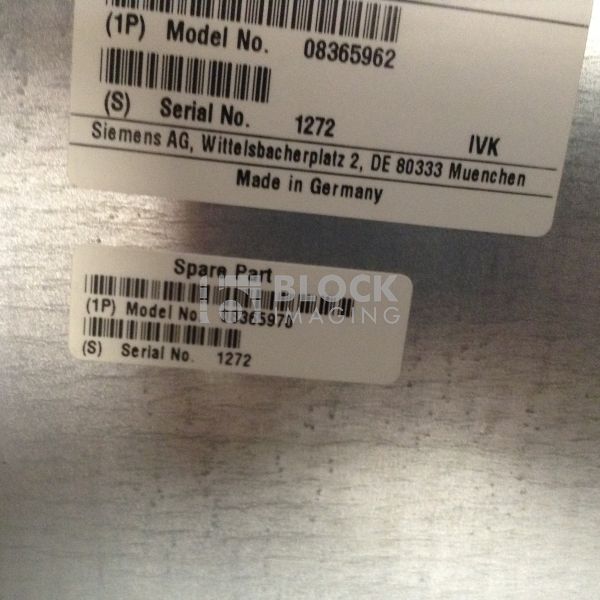 (1P) Model No. 08365962
(S) Serial No. 1272 IVK
Siemens AG, Wittelsbacherplatz 2, DE 80333 Muenchen
Made in Germany
Spare Part
(1P) Model No. 08365970
(S) Serial No. 1272
BLOCK
IMAGING